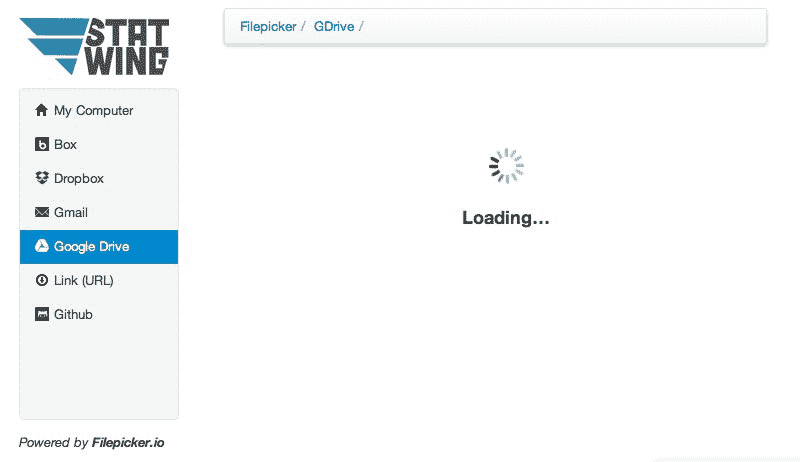 STAT
WING
Filepicker / GDrive /
My Computer
Box
Dropbox
Gmail
Google Drive
Link (URL)
Github
Loading...
Powered by Filepicker.io